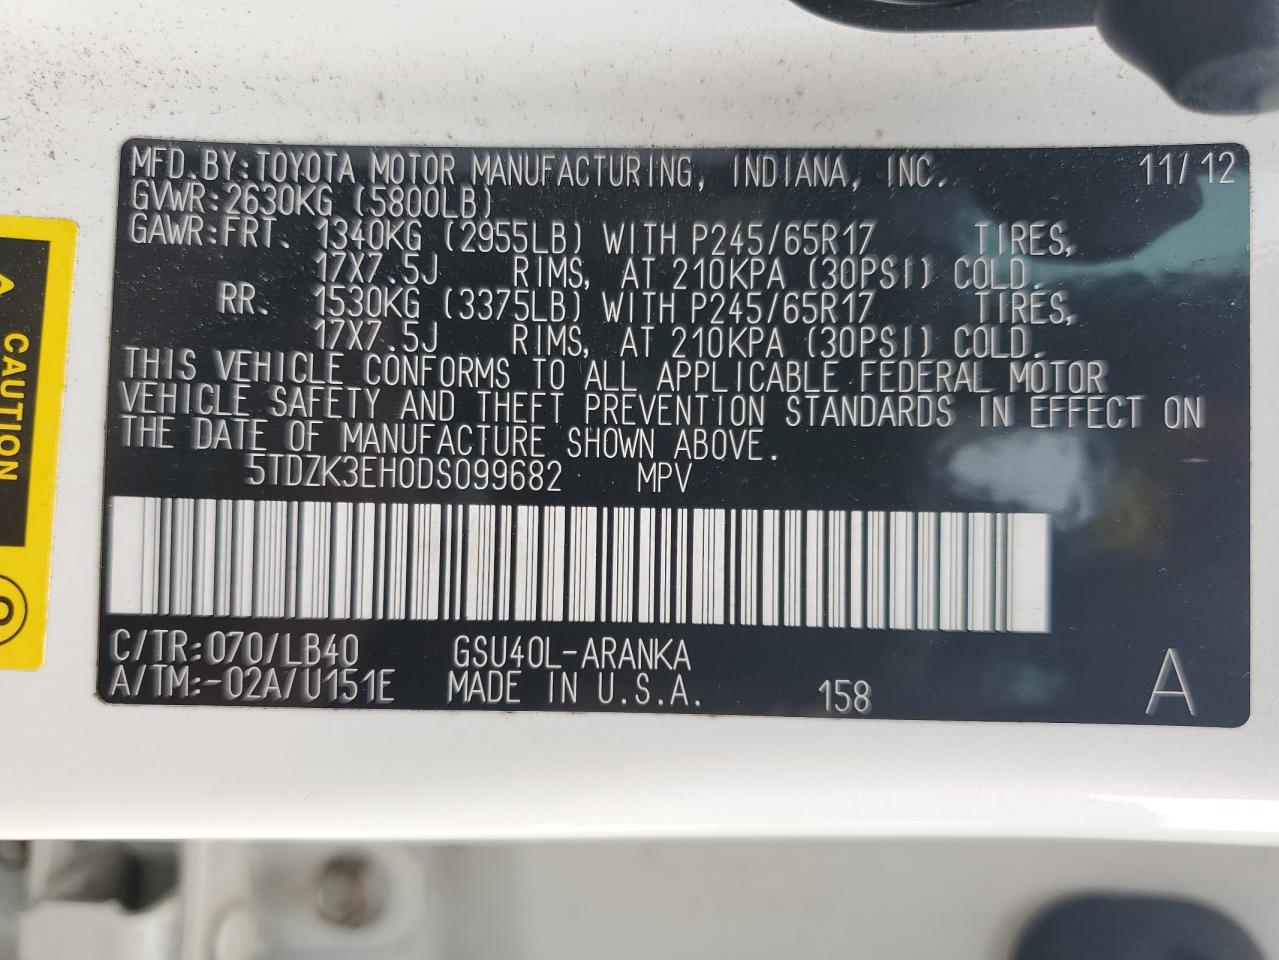 MFD.BY:TOYOTA MOTOR MANUFACTURING, INDIANA, INC. 11/12
GVWR:2630KG (5800LB)
GAWR:FRT. 1340KG (2955LB) WITH P245/65R17 TIRES,
17X7.5J RIMS, AT 210KPA (30PSI) COLD.
RR. 1530KG (3375LB) WITH P245/65R17 TIRES,
17X7.5J RIMS, AT 210KPA (30PSI) COLD.
THIS VEHICLE CONFORMS TO ALL APPLICABLE FEDERAL MOTOR
VEHICLE SAFETY AND THEFT PREVENTION STANDARDS IN EFFECT ON
THE DATE OF MANUFACTURE SHOWN ABOVE.
5TDZK3EH0DS099682 MPV
C/TR:070/LB40 GSU40L-ARANKA
A/TM:-02A/U151E MADE IN U.S.A. 158 A
CAUTION